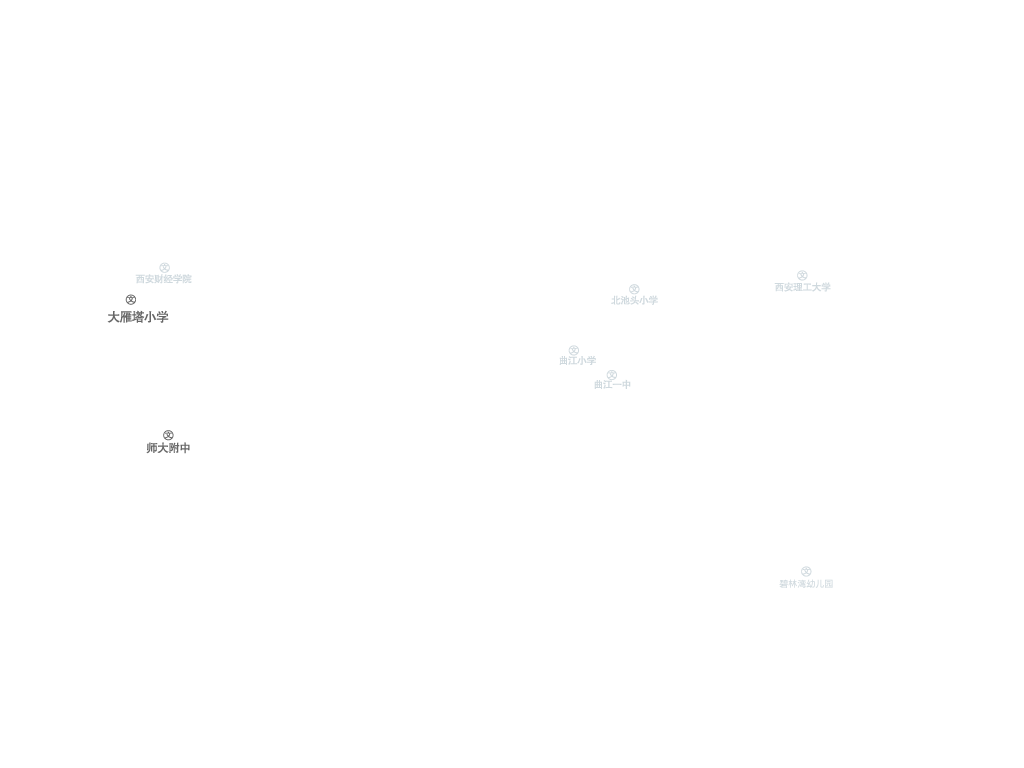 西安财经学院
大雁塔小学
师大附中
北池头小学
西安理工大学
曲江小学
曲江一中
碧林湾幼儿园